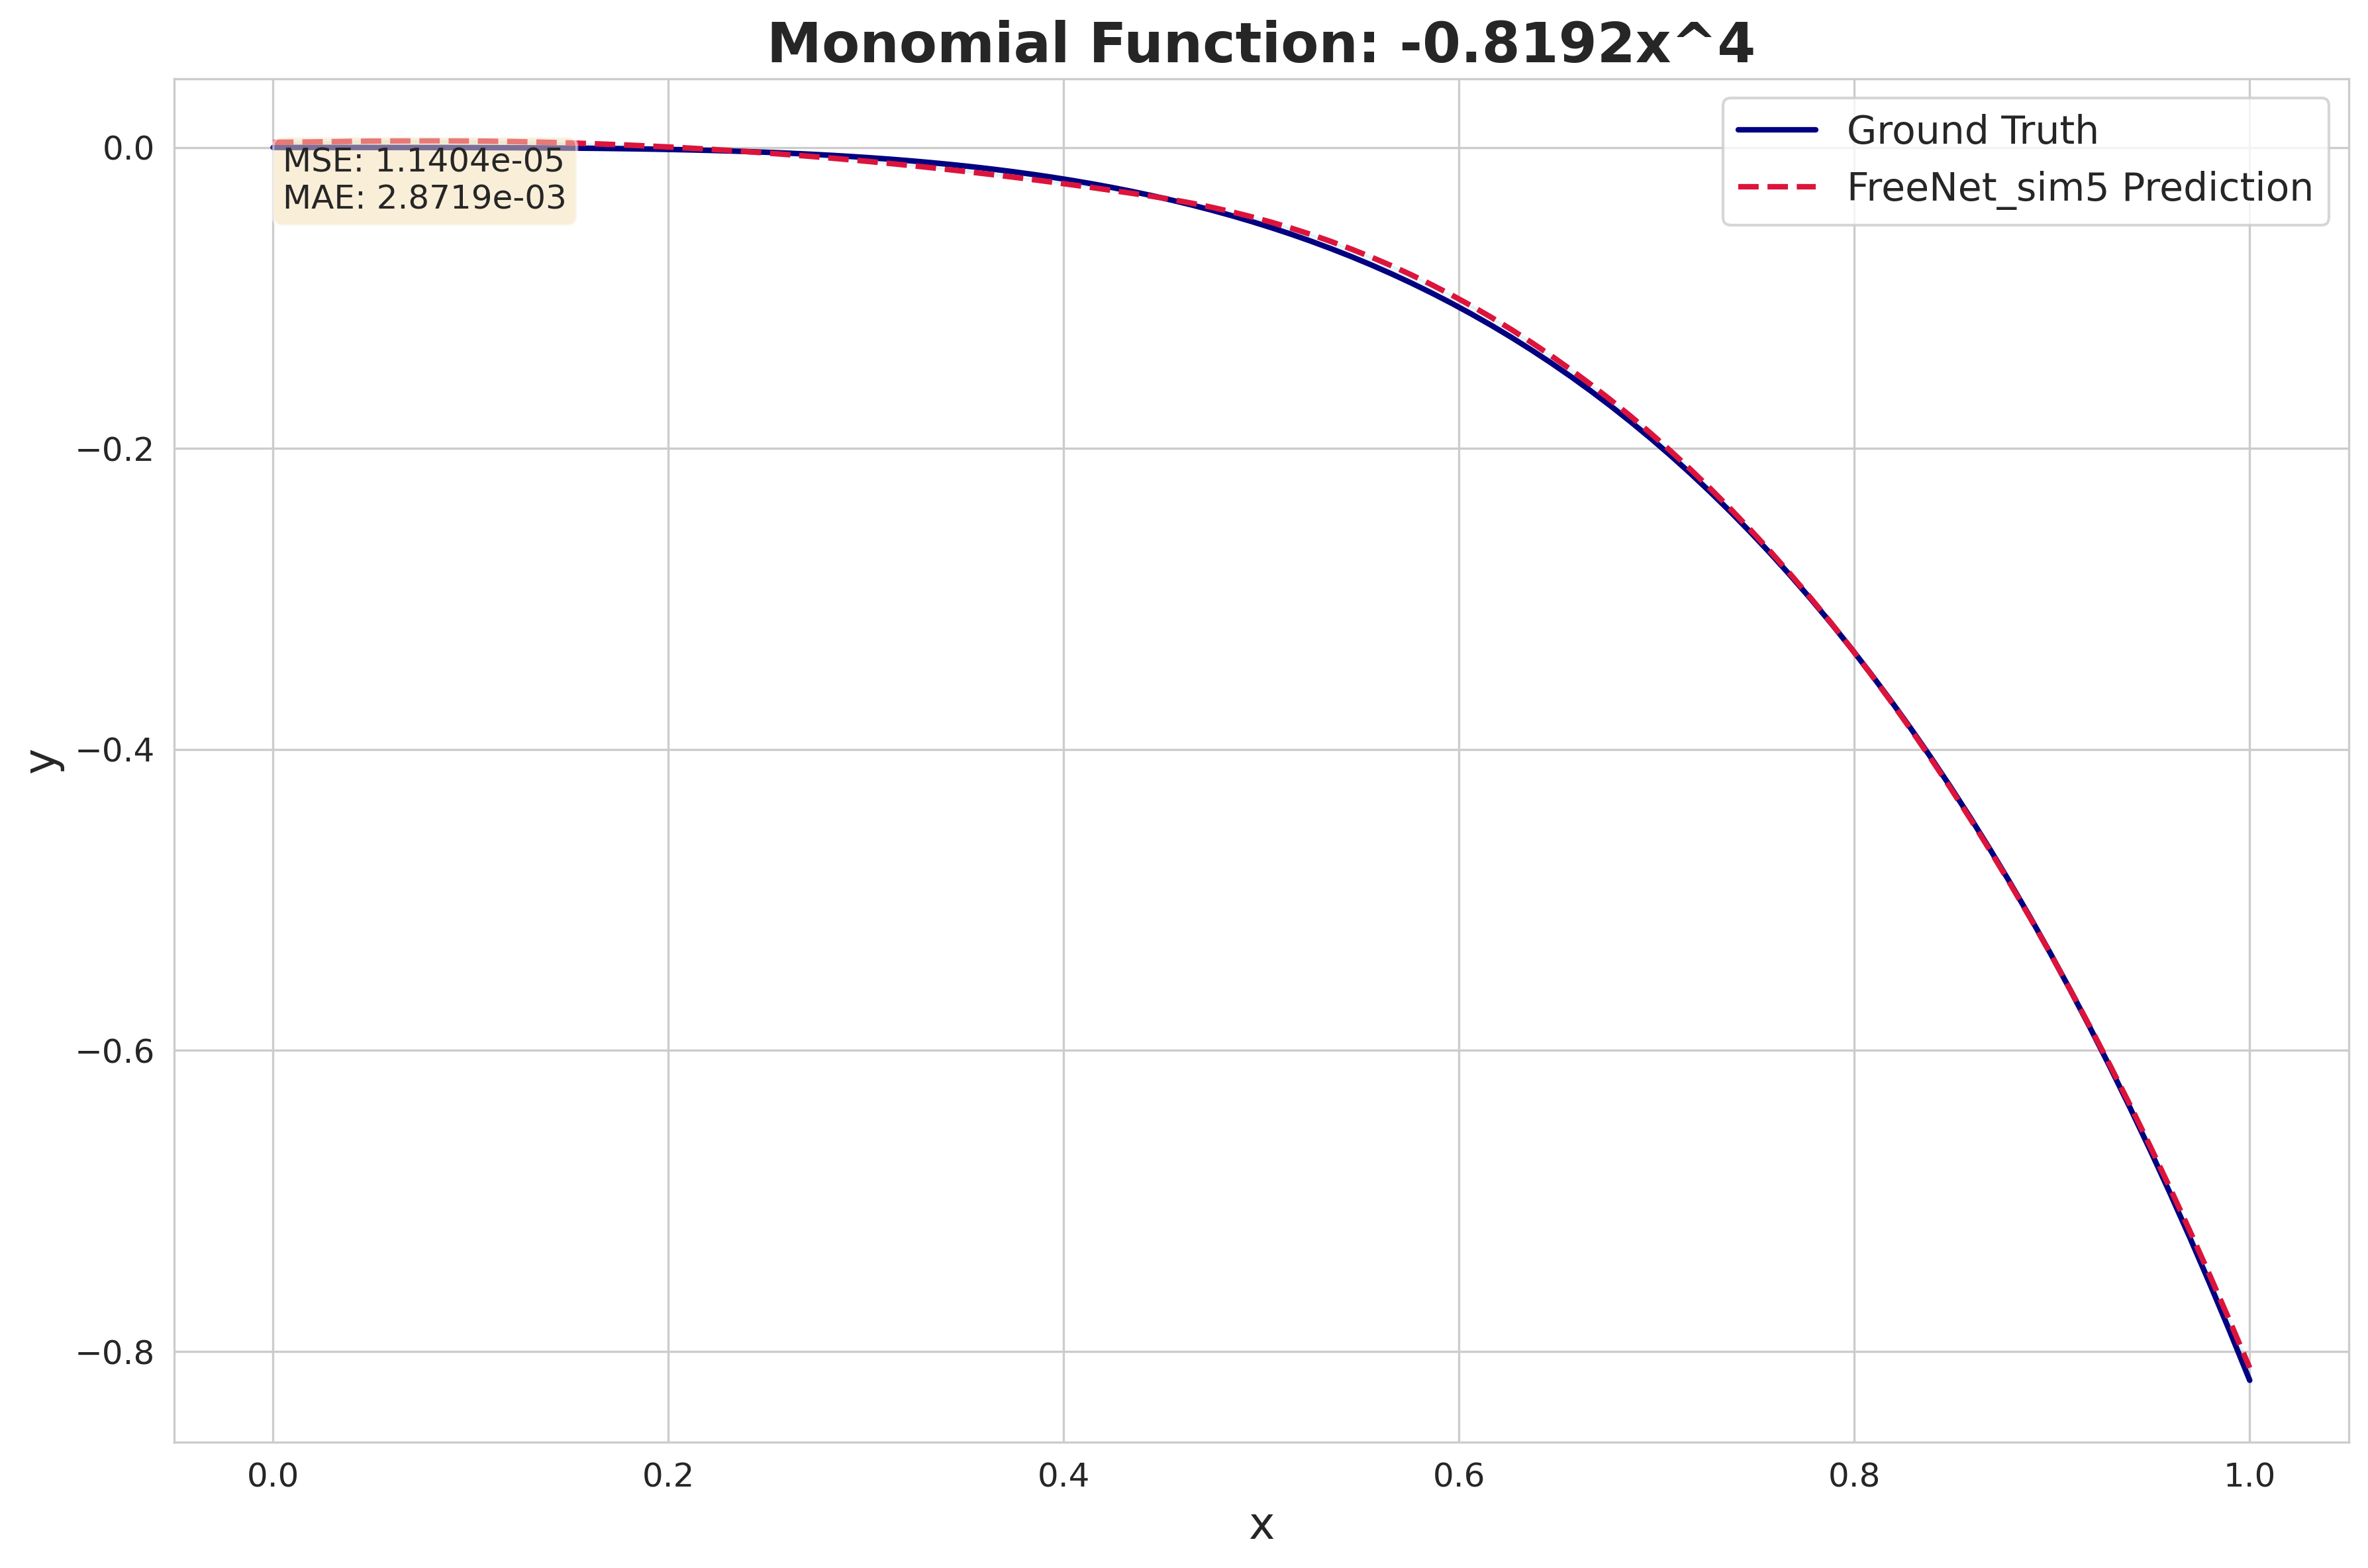 Monomial Function: -0.8192x^4
Ground Truth
FreeNet_sim5 Prediction
MSE: 1.1404e-05
MAE: 2.8719e-03
0.0
−0.2
−0.4
−0.6
−0.8
y
0.0
0.2
0.4
0.6
0.8
1.0
x